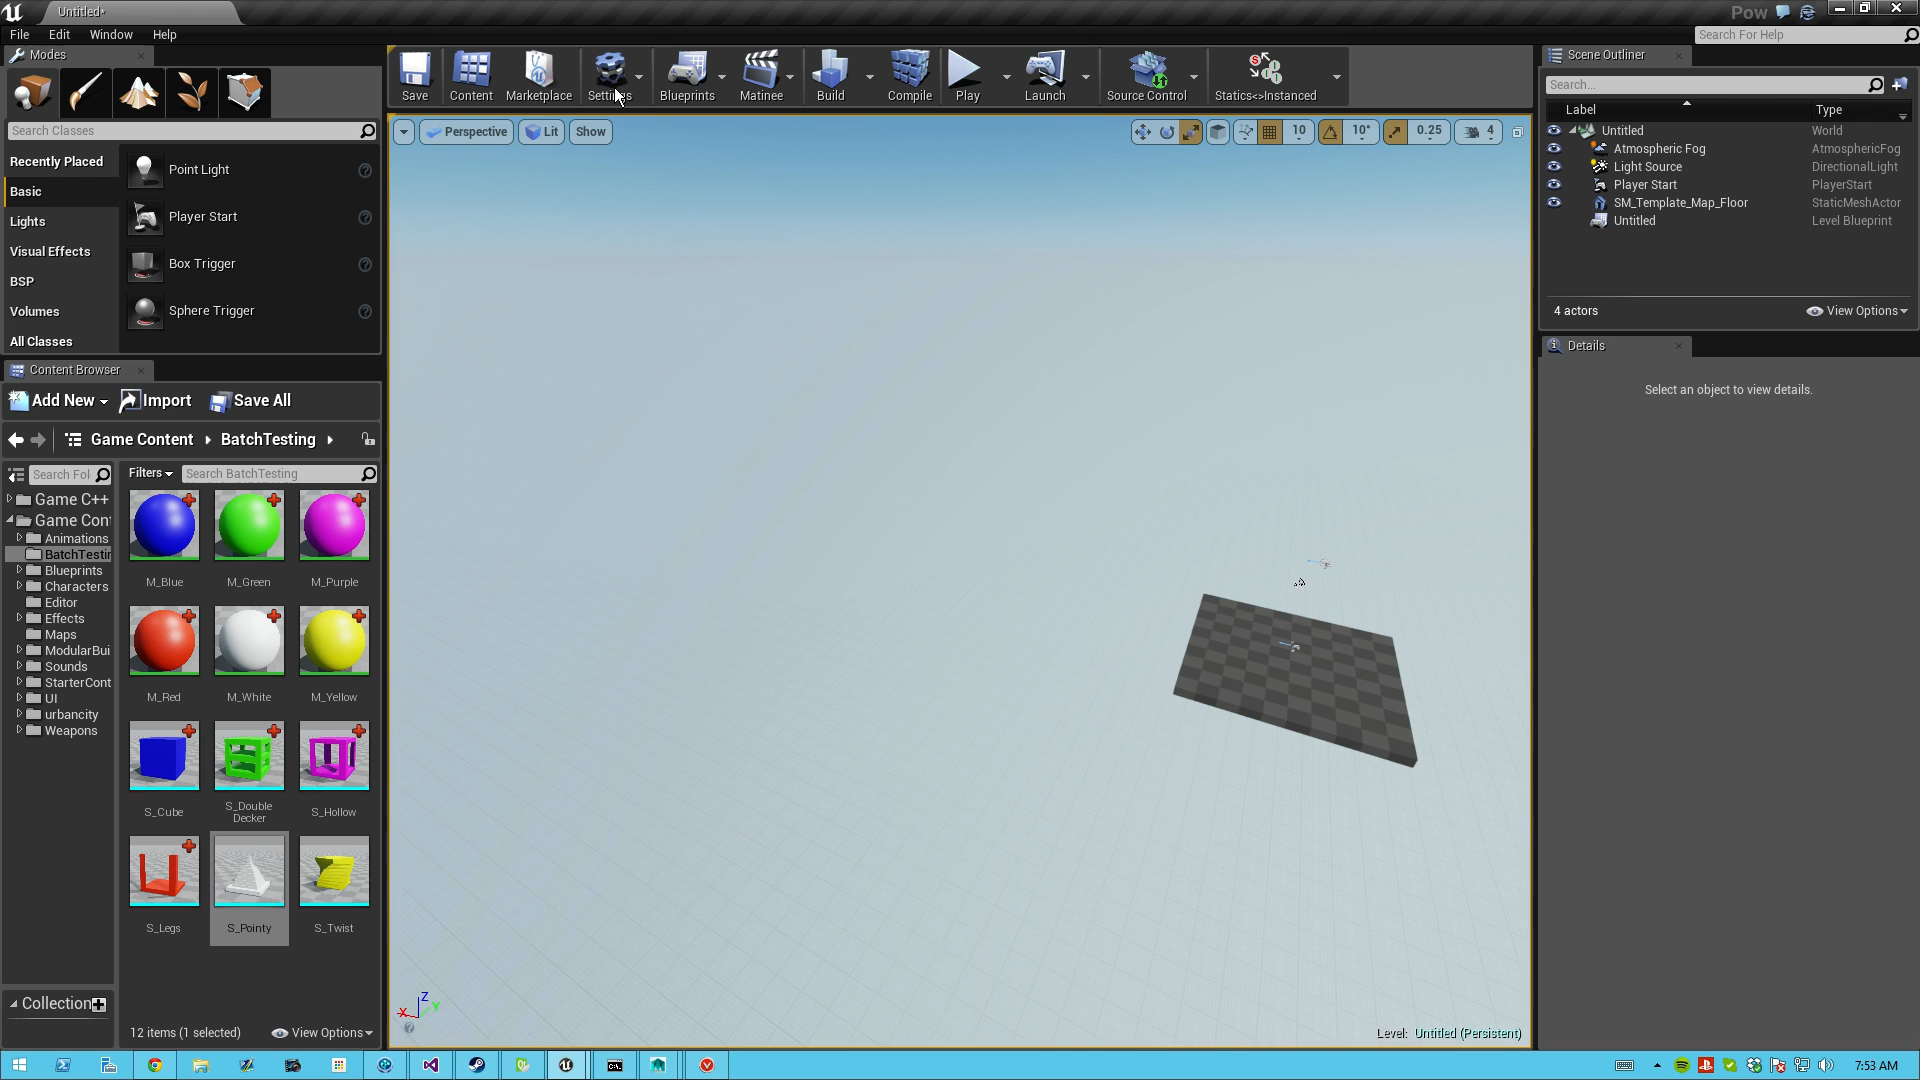 Untitled*
Pow
File Edit Window Help
Search For Help
Modes
Save
Content
Marketplace
Settings
Blueprints
Matinee
Build
Compile
Play
Launch
Source Control
Statics<>Instanced
Search Classes
Recently Placed
Basic
Lights
Visual Effects
BSP
Volumes
All Classes
Point Light
Player Start
Box Trigger
Sphere Trigger
Perspective
Lit
Show
10
10°
0.25
4
Content Browser
Add New
Import
Save All
Game Content
BatchTesting
Search Fol
Filters
Search BatchTesting
Game C++
Game Cont
Animations
BatchTestin
Blueprints
Characters
Editor
Effects
Maps
ModularBui
Sounds
StarterCont
UI
urbancity
Weapons
M_Blue
M_Green
M_Purple
M_Red
M_White
M_Yellow
S_Cube
S_Double
Decker
S_Hollow
S_Legs
S_Pointy
S_Twist
Collection
12 items (1 selected)
View Options
Z
X
Y
Level: Untitled (Persistent)
Scene Outliner
Search...
Label Type
Untitled World
Atmospheric Fog AtmosphericFog
Light Source DirectionalLight
Player Start PlayerStart
SM_Template_Map_Floor StaticMeshActor
Untitled Level Blueprint
4 actors
View Options
Details
Select an object to view details.
7:53 AM